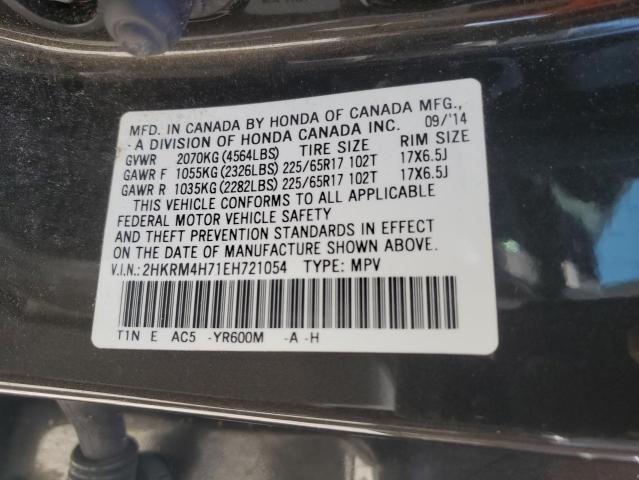 MFD. IN CANADA BY HONDA OF CANADA MFG.,
A DIVISION OF HONDA CANADA INC. 09/'14
GVWR 2070KG (4564LBS) TIRE SIZE RIM SIZE
GAWR F 1055KG (2326LBS) 225/65R17 102T 17X6.5J
GAWR R 1035KG (2282LBS) 225/65R17 102T 17X6.5J
THIS VEHICLE CONFORMS TO ALL APPLICABLE
FEDERAL MOTOR VEHICLE SAFETY
AND THEFT PREVENTION STANDARDS IN EFFECT
ON THE DATE OF MANUFACTURE SHOWN ABOVE.
V.I.N.: 2HKRM4H71EH721054 TYPE: MPV
T1N E AC5 -YR600M -A -H